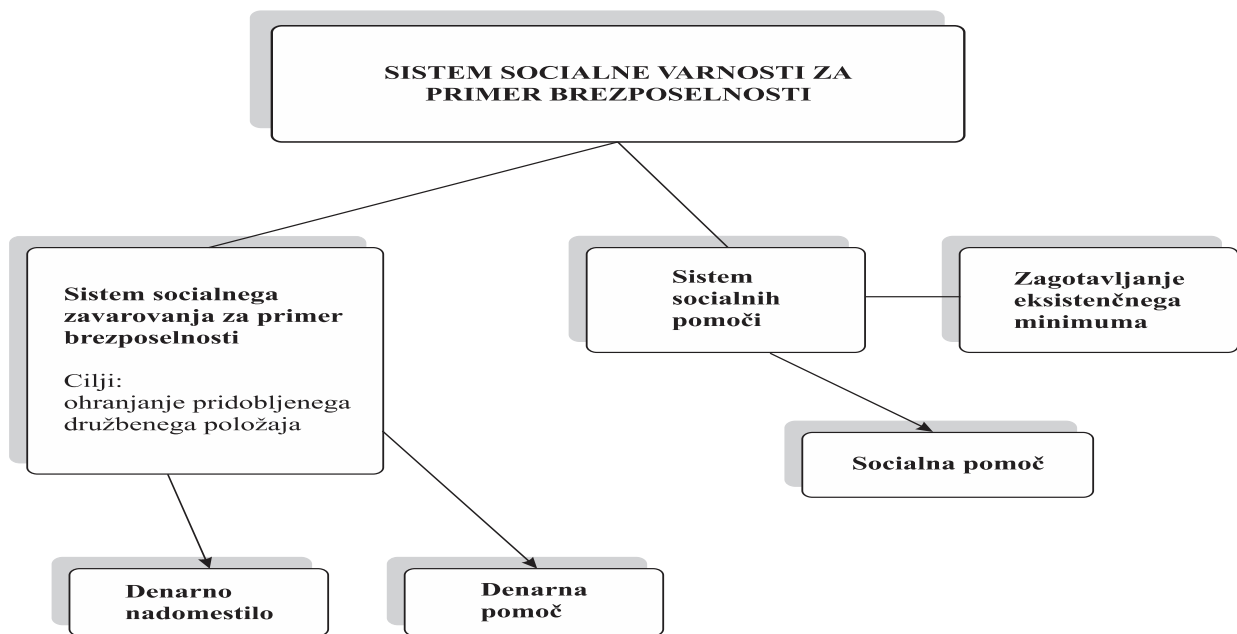 SISTEM SOCIALNE VARNOSTI ZA
PRIMER BREZPOSELNOSTI
Sistem socialnega
zavarovanja za primer
brezposelnosti
Cilji:
ohranjanje pridobljenega
družbenega položaja
Sistem
socialnih
pomoči
Zagotavljanje
eksistenčnega
minimuma
Socialna pomoč
Denarno
nadomestilo
Denarna
pomoč